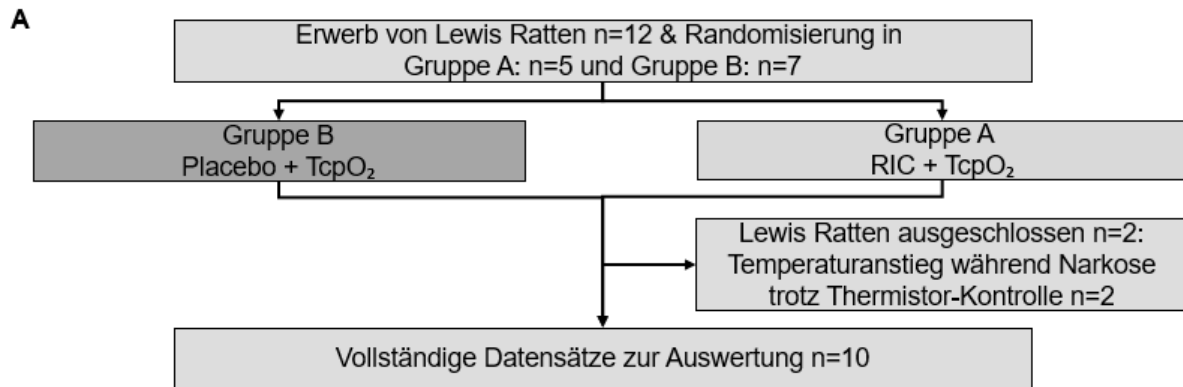 A
Erwerb von Lewis Ratten n=12 & Randomisierung in
Gruppe A: n=5 und Gruppe B: n=7
Gruppe B
Placebo + TcpO₂
Gruppe A
RIC + TcpO₂
Lewis Ratten ausgeschlossen n=2:
Temperaturanstieg während Narkose
trotz Thermistor-Kontrolle n=2
Vollständige Datensätze zur Auswertung n=10